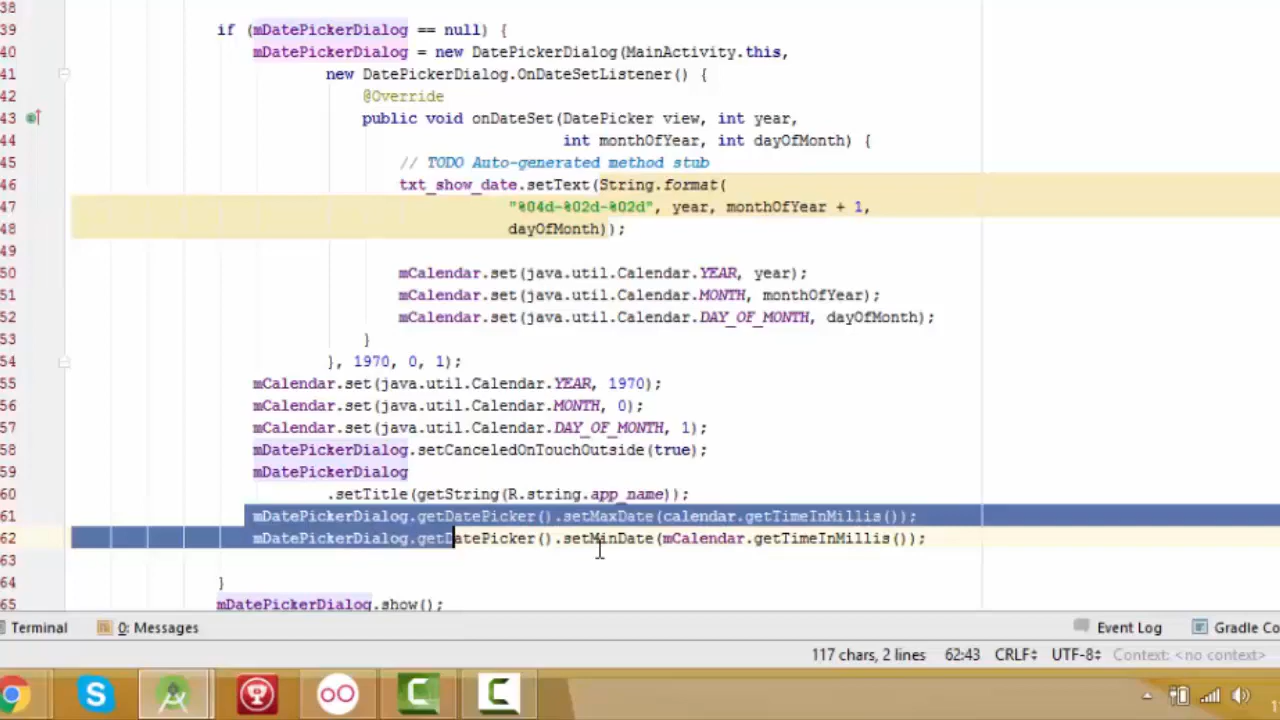 38
39 if (mDatePickerDialog == null) {
40 mDatePickerDialog = new DatePickerDialog(MainActivity.this,
41 new DatePickerDialog.OnDateSetListener() {
42 @Override
43 public void onDateSet(DatePicker view, int year,
44 int monthOfYear, int dayOfMonth) {
45 // TODO Auto-generated method stub
46 txt_show_date.setText(String.format(
47 "%04d-%02d-%02d", year, monthOfYear + 1,
48 dayOfMonth));
49
50 mCalendar.set(java.util.Calendar.YEAR, year);
51 mCalendar.set(java.util.Calendar.MONTH, monthOfYear);
52 mCalendar.set(java.util.Calendar.DAY_OF_MONTH, dayOfMonth);
53 }
54 }, 1970, 0, 1);
55 mCalendar.set(java.util.Calendar.YEAR, 1970);
56 mCalendar.set(java.util.Calendar.MONTH, 0);
57 mCalendar.set(java.util.Calendar.DAY_OF_MONTH, 1);
58 mDatePickerDialog.setCanceledOnTouchOutside(true);
59 mDatePickerDialog
60 .setTitle(getString(R.string.app_name));
61 mDatePickerDialog.getDatePicker().setMaxDate(calendar.getTimeInMillis());
62 mDatePickerDialog.getDatePicker().setMinDate(mCalendar.getTimeInMillis());
63
64 }
65 mDatePickerDialog.show();
Terminal 0: Messages Event Log Gradle Co
117 chars, 2 lines 62:43 CRLF UTF-8 Context: <no context>